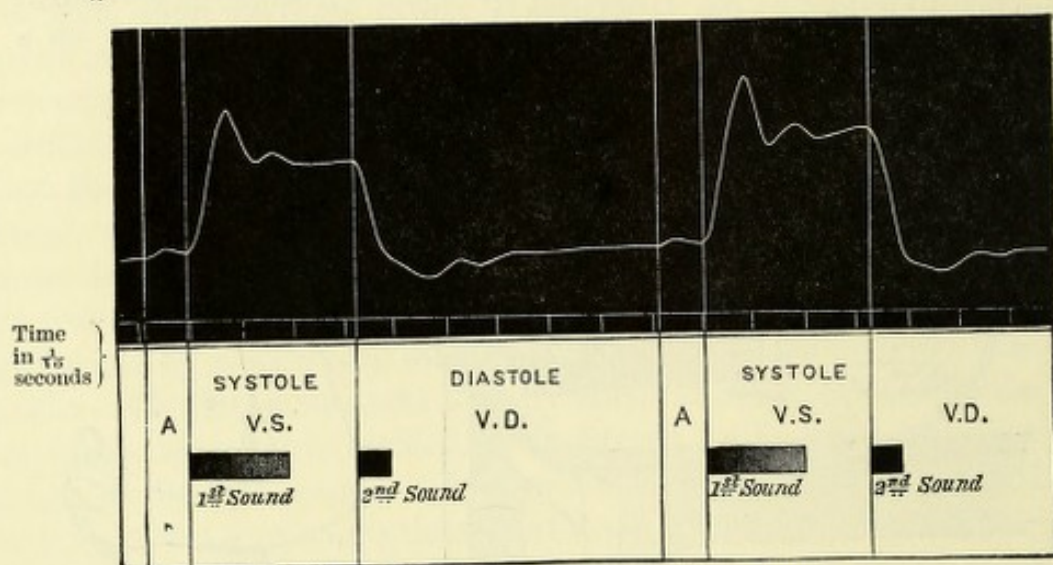 Time
in 1/10
seconds
SYSTOLE DIASTOLE SYSTOLE
A V.S. V.D. A V.S. V.D.
1st Sound 2nd Sound 1st Sound 2nd Sound